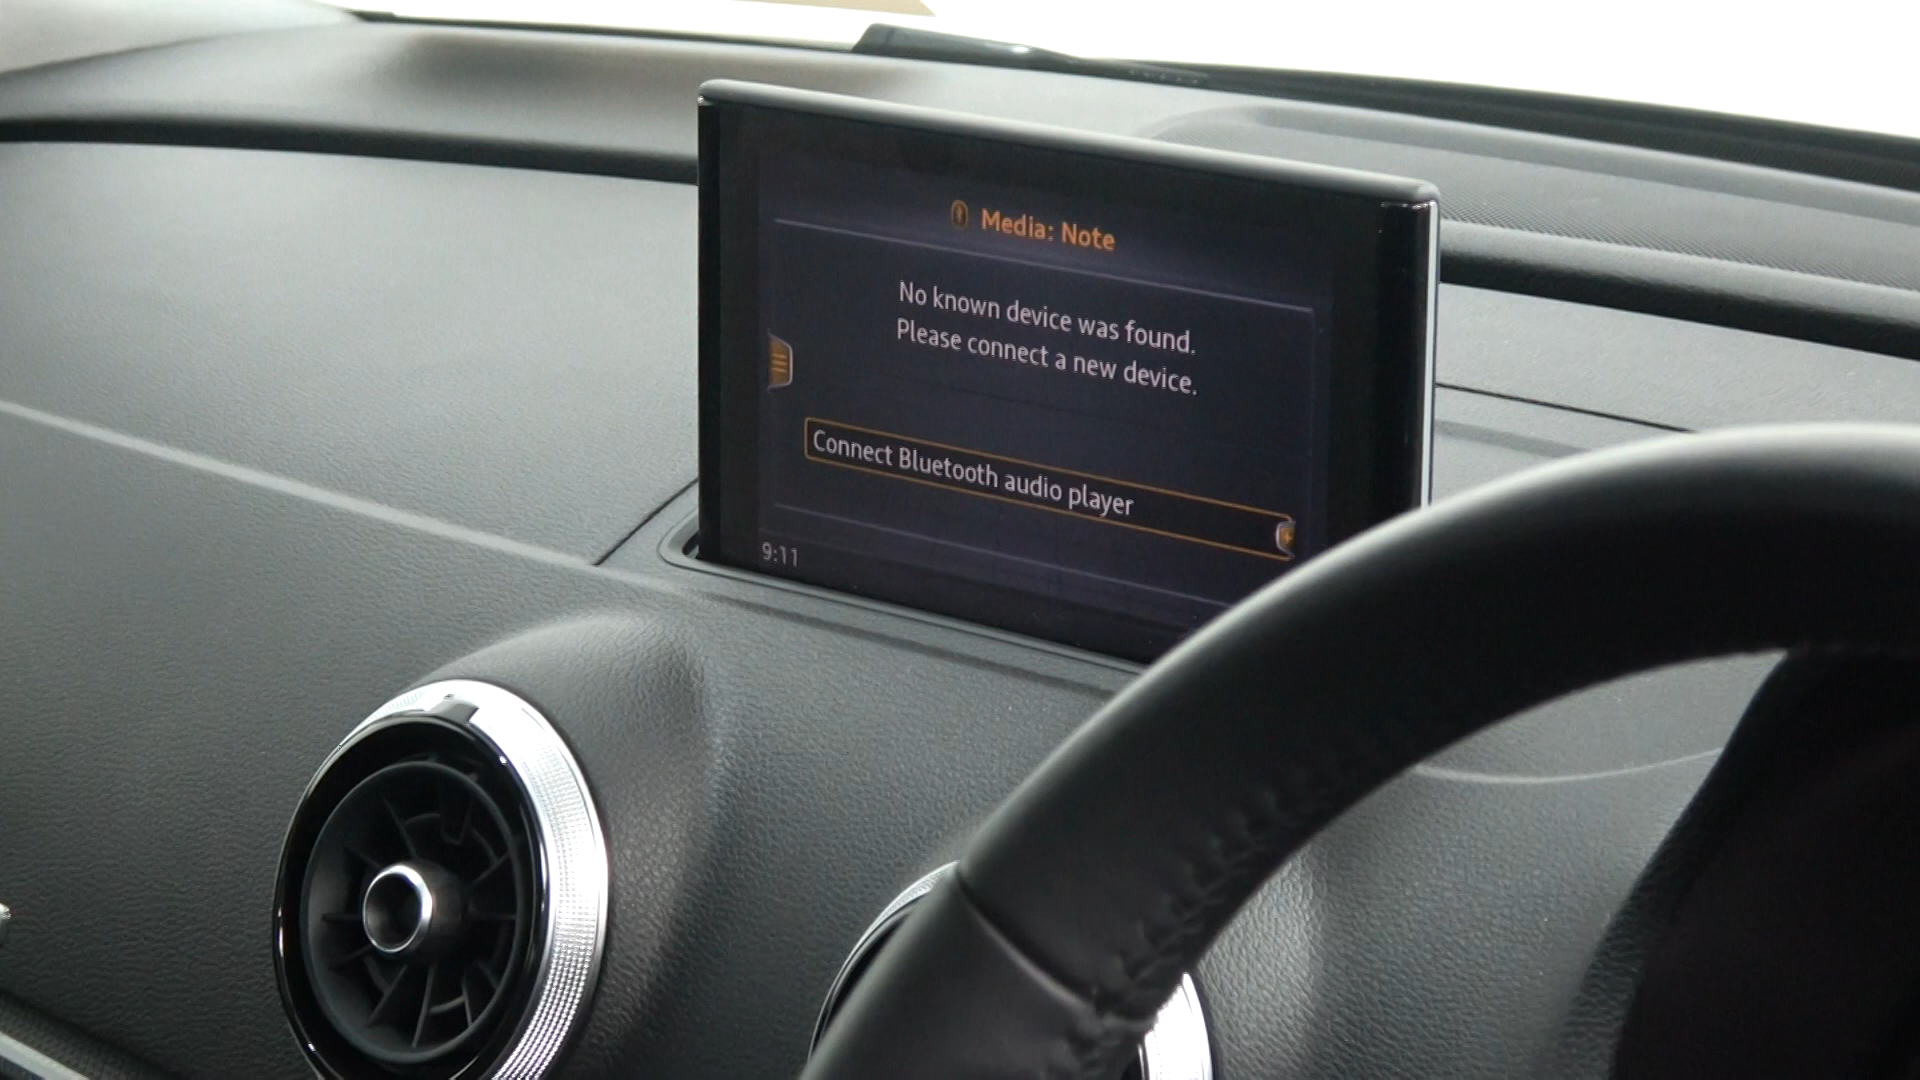 Media: Note
No known device was found.
Please connect a new device.
Connect Bluetooth audio player
9:11